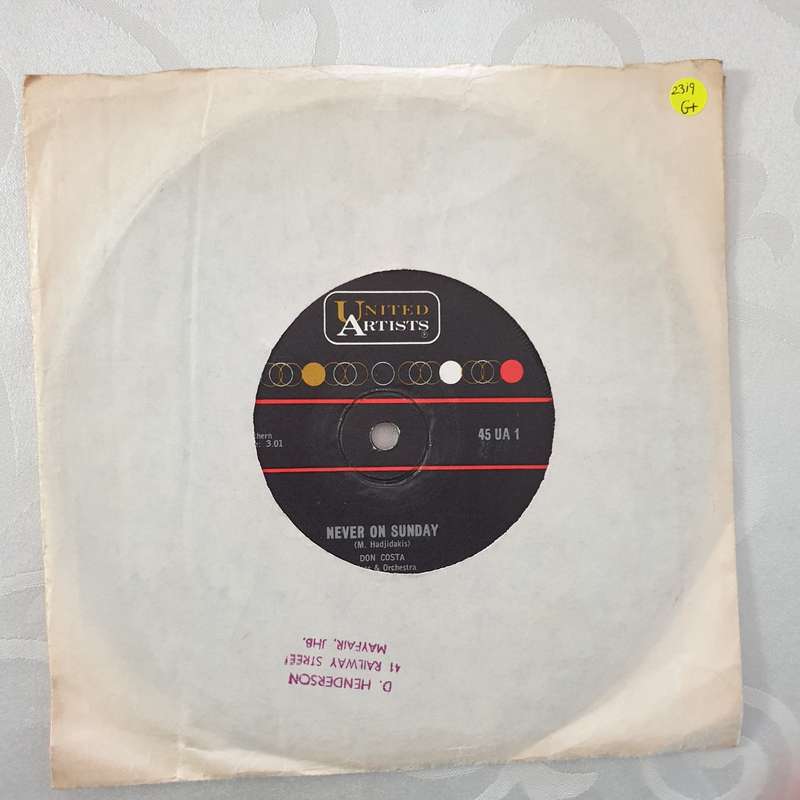 2319
G+
UNITED
ARTISTS
3.01
45 UA 1
NEVER ON SUNDAY
(M. Hadjidakis)
DON COSTA
& Orchestra
D. HENDERSON
41 RAILWAY STREET
MAYFAIR, JHB.